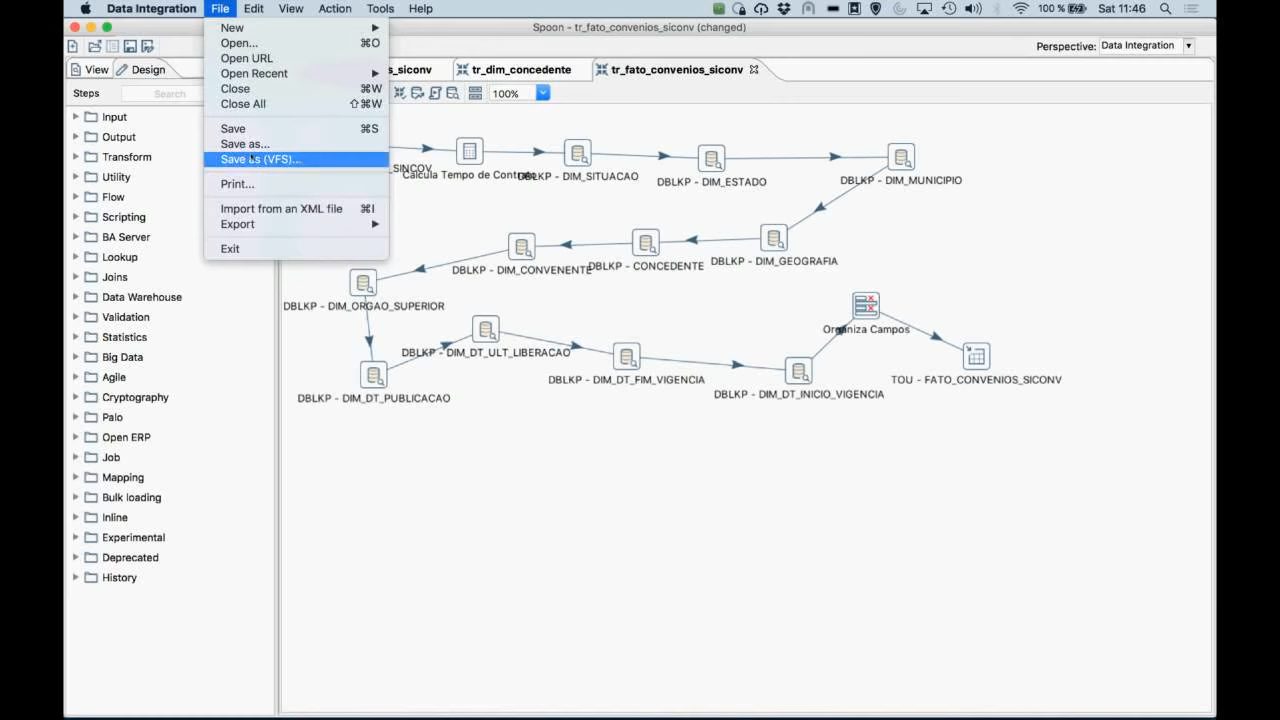 Data Integration File Edit View Action Tools Help 100 % Sat 11:46
Spoon - tr_fato_convenios_siconv (changed)
Perspective: Data Integration
View Design s_siconv tr_dim_concedente tr_fato_convenios_siconv
Steps Search 100%
New
Open... ⌘O
Open URL
Open Recent
Close ⌘W
Close All ⇧⌘W
Save ⌘S
Save as...
Save as (VFS)...
Print...
Import from an XML file ⌘I
Export
Exit
Input
Output
Transform
Utility
Flow
Scripting
BA Server
Lookup
Joins
Data Warehouse
Validation
Statistics
Big Data
Agile
Cryptography
Palo
Open ERP
Job
Mapping
Bulk loading
Inline
Experimental
Deprecated
History
_SINCOV
Calcula Tempo de Contrato
DBLKP - DIM_SITUACAO
DBLKP - DIM_ESTADO
DBLKP - DIM_MUNICIPIO
DBLKP - DIM_CONVENENTE
DBLKP - CONCEDENTE
DBLKP - DIM_GEOGRAFIA
DBLKP - DIM_ORGAO_SUPERIOR
Organiza Campos
DBLKP - DIM_DT_ULT_LIBERACAO
DBLKP - DIM_DT_FIM_VIGENCIA
TOU - FATO_CONVENIOS_SICONV
DBLKP - DIM_DT_PUBLICACAO
DBLKP - DIM_DT_INICIO_VIGENCIA